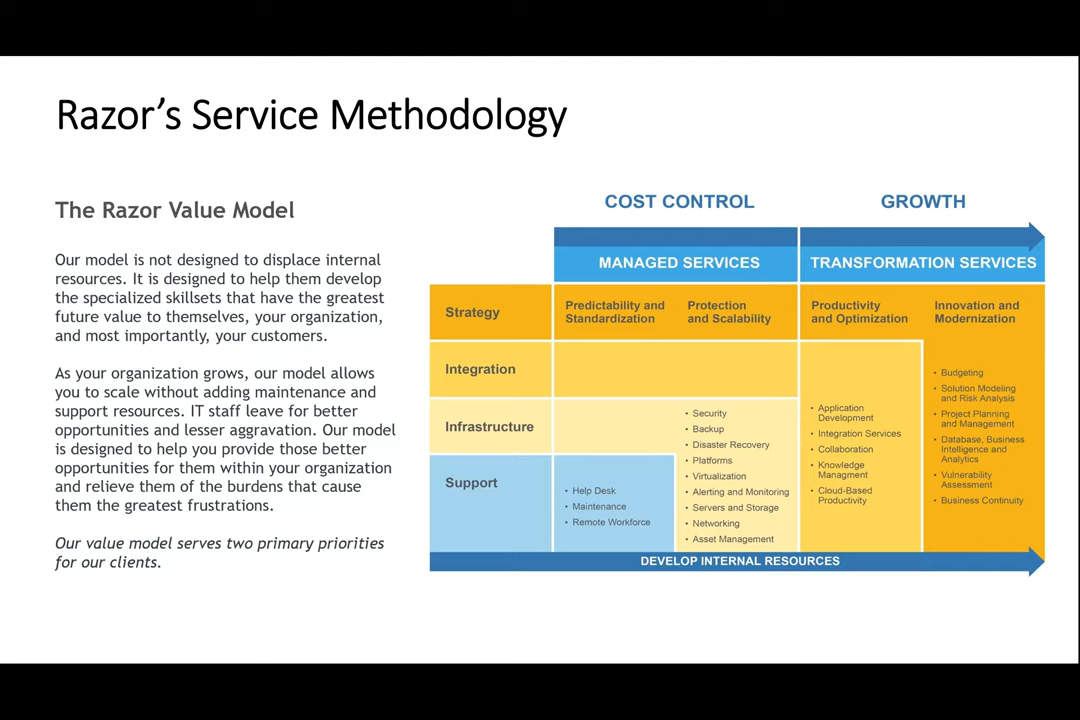 Razor's Service Methodology
The Razor Value Model
Our model is not designed to displace internal
resources. It is designed to help them develop
the specialized skillsets that have the greatest
future value to themselves, your organization,
and most importantly, your customers.
As your organization grows, our model allows
you to scale without adding maintenance and
support resources. IT staff leave for better
opportunities and lesser aggravation. Our model
is designed to help you provide those better
opportunities for them within your organization
and relieve them of the burdens that cause
them the greatest frustrations.
Our value model serves two primary priorities
for our clients.
COST CONTROL
GROWTH
MANAGED SERVICES
TRANSFORMATION SERVICES
Strategy
Predictability and
Standardization
Protection
and Scalability
Productivity
and Optimization
Innovation and
Modernization
Integration
Infrastructure
Support
• Help Desk
• Maintenance
• Remote Workforce
• Security
• Backup
• Disaster Recovery
• Platforms
• Virtualization
• Alerting and Monitoring
• Servers and Storage
• Networking
• Asset Management
• Application
Development
• Integration Services
• Collaboration
• Knowledge
Managment
• Cloud-Based
Productivity
• Budgeting
• Solution Modeling
and Risk Analysis
• Project Planning
and Management
• Database, Business
Intelligence and
Analytics
• Vulnerability
Assessment
• Business Continuity
DEVELOP INTERNAL RESOURCES